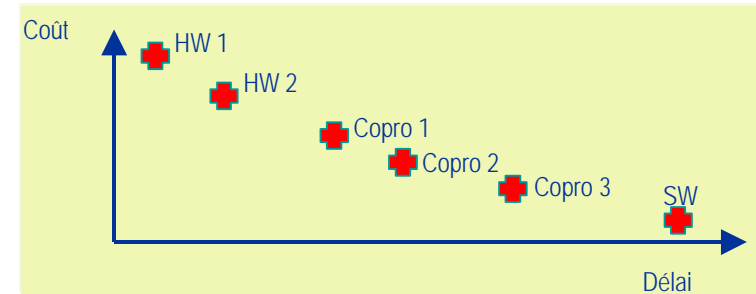 Coût
HW 1
HW 2
Copro 1
Copro 2
Copro 3
SW
Délai